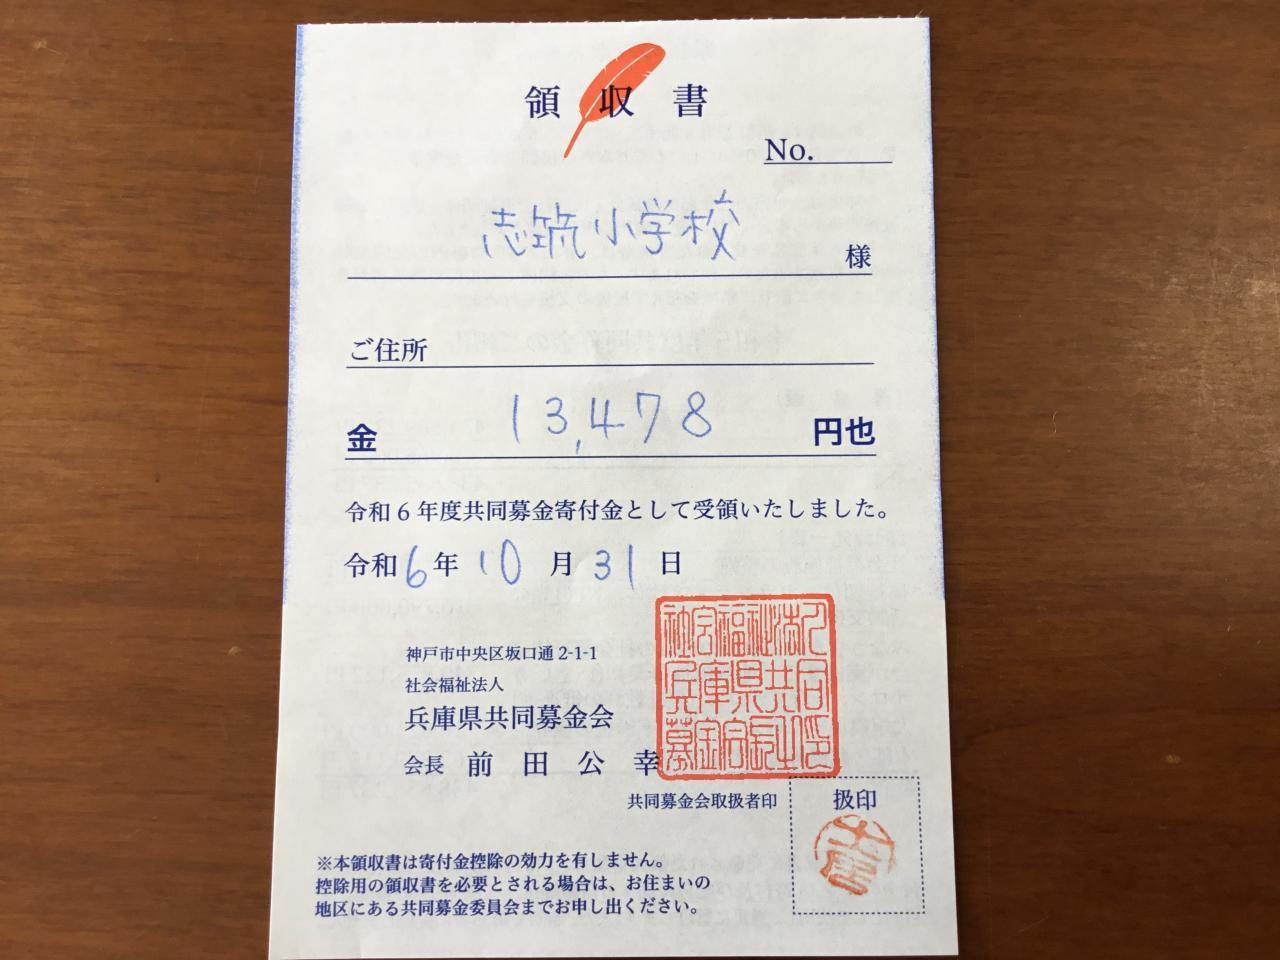 領収書
No.
志筑小学校 様
ご住所
金 13,478 円也
令和6年度共同募金寄付金として受領いたしました。
令和6年10月31日
神戸市中央区坂口通2-1-1
社会福祉法人
兵庫県共同募金会
会長 前田公幸
共同募金会取扱者印
扱印
※本領収書は寄付金控除の効力を有しません。
控除用の領収書を必要とされる場合は、お住まいの
地区にある共同募金委員会までお申し出ください。